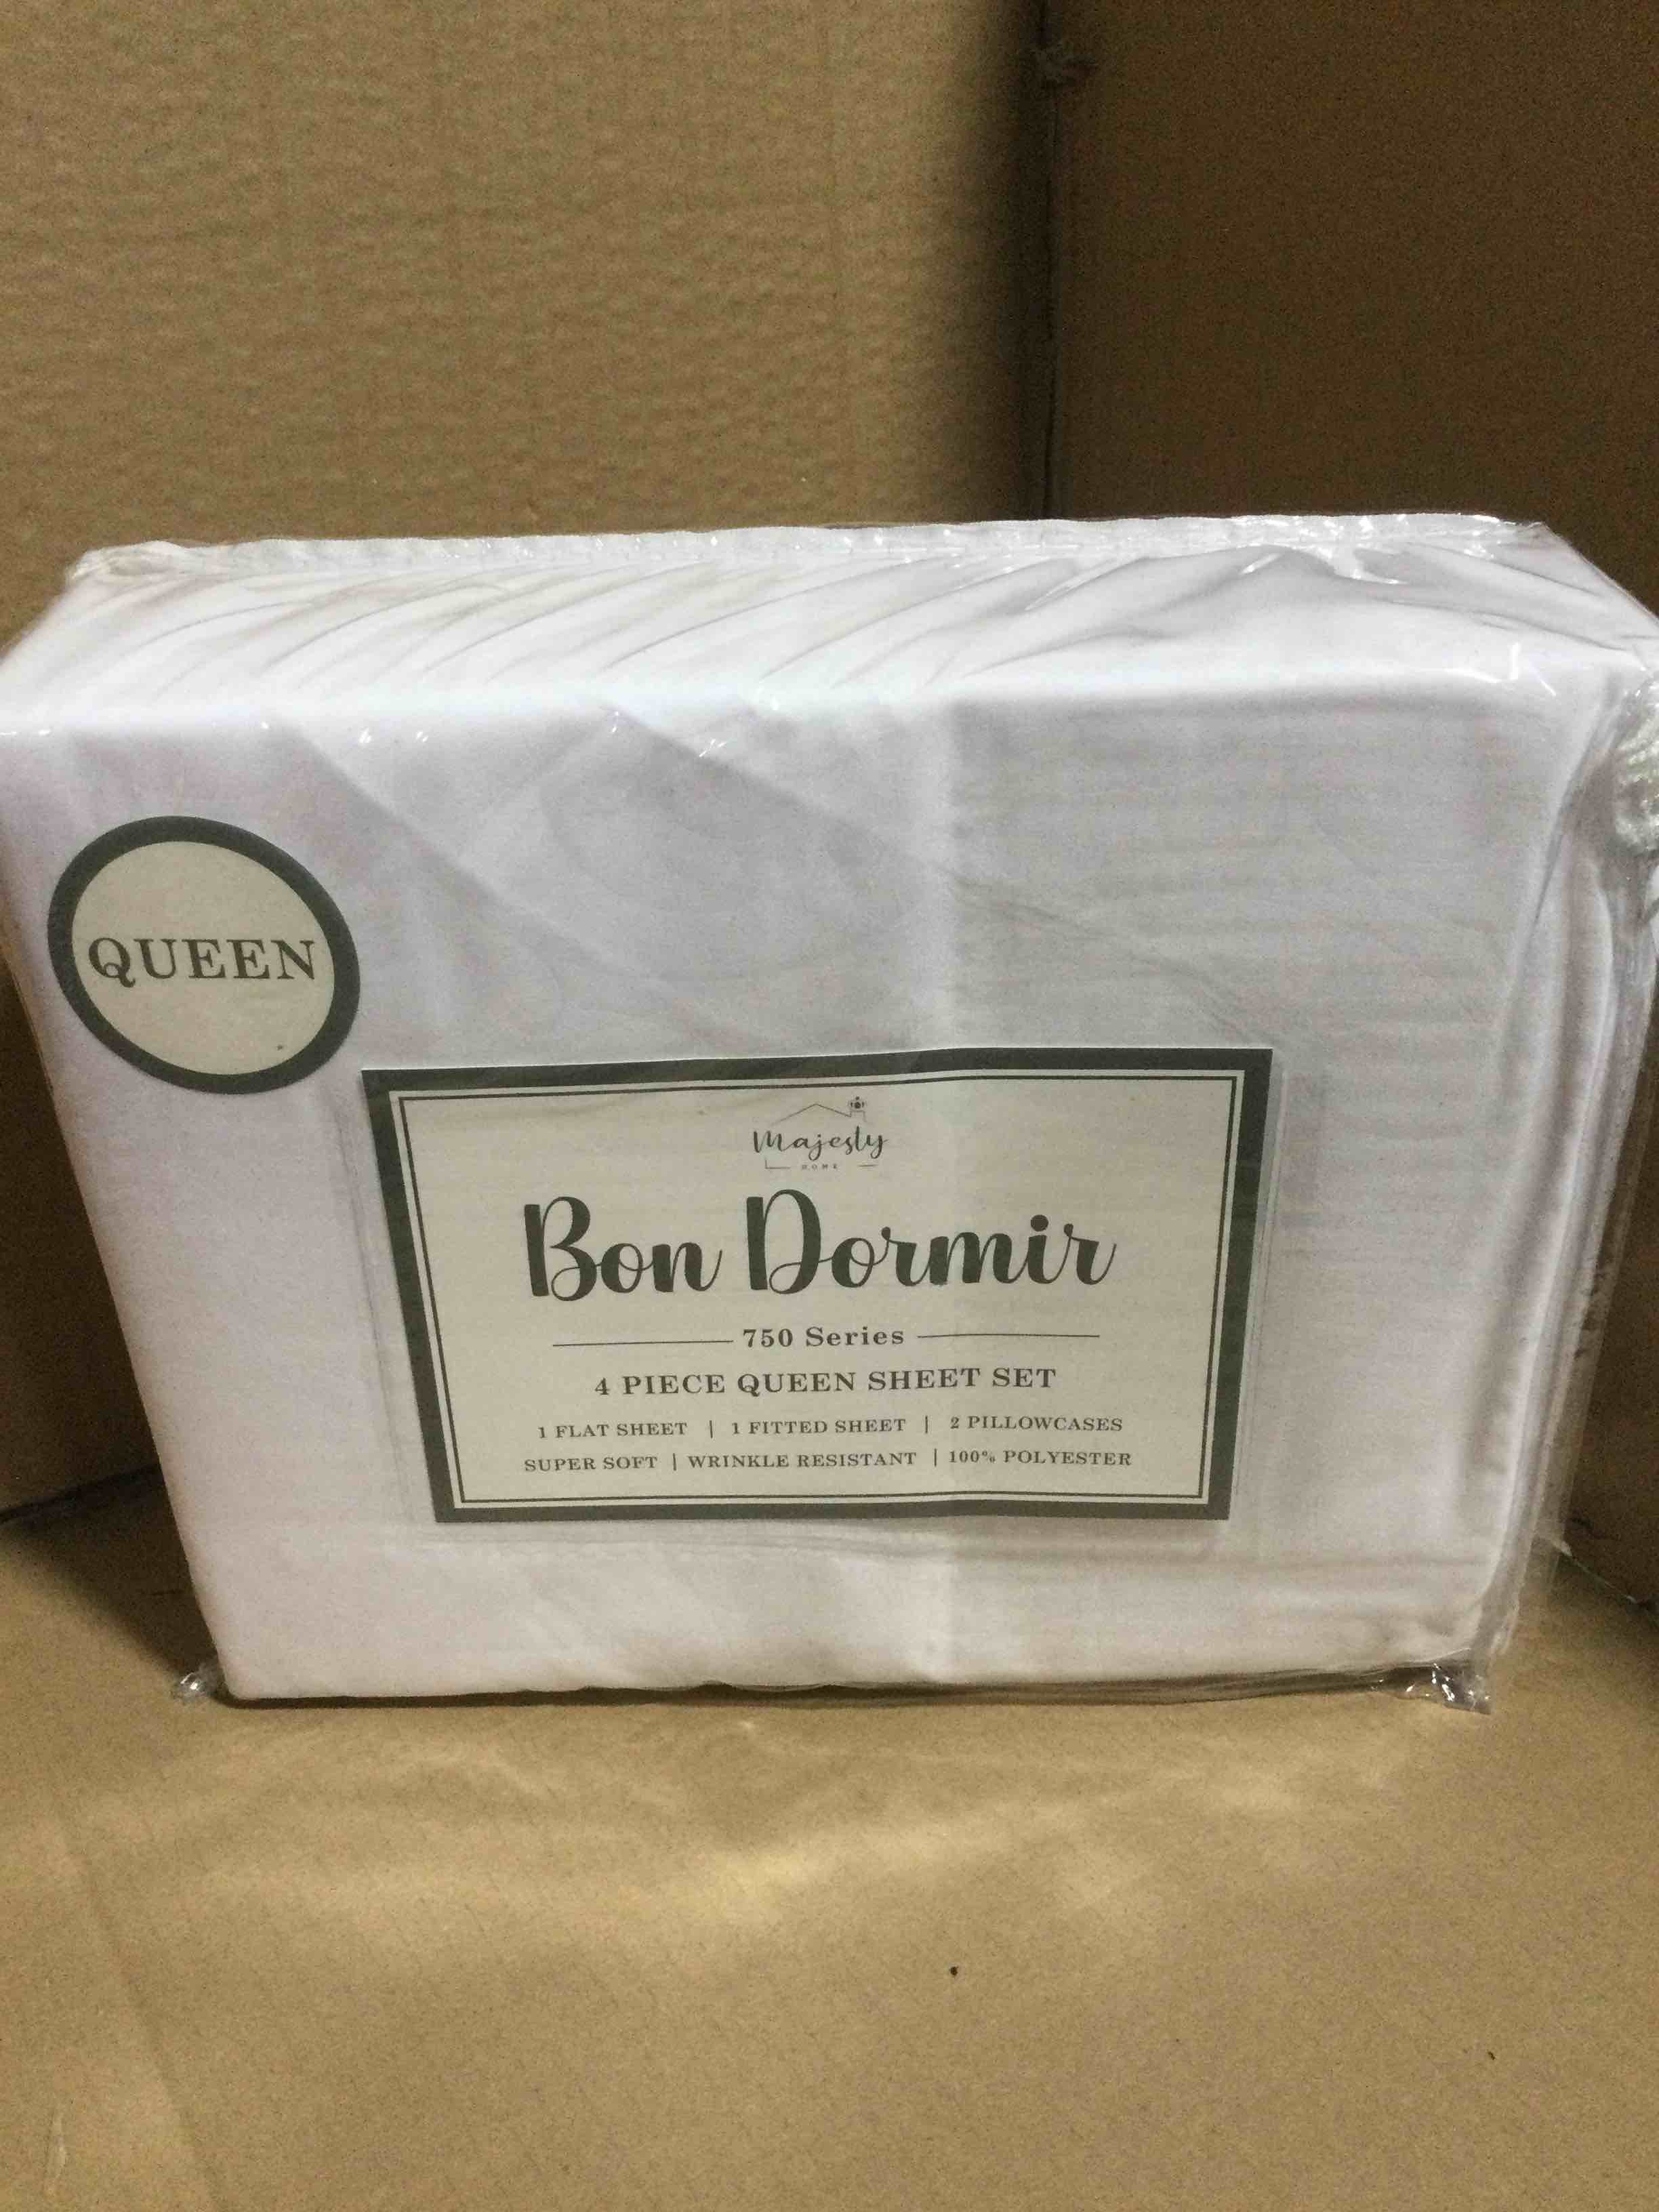 QUEEN
Majesty
HOME
Bon Dormir
750 Series
4 PIECE QUEEN SHEET SET
1 FLAT SHEET | 1 FITTED SHEET | 2 PILLOWCASES
SUPER SOFT | WRINKLE RESISTANT | 100% POLYESTER